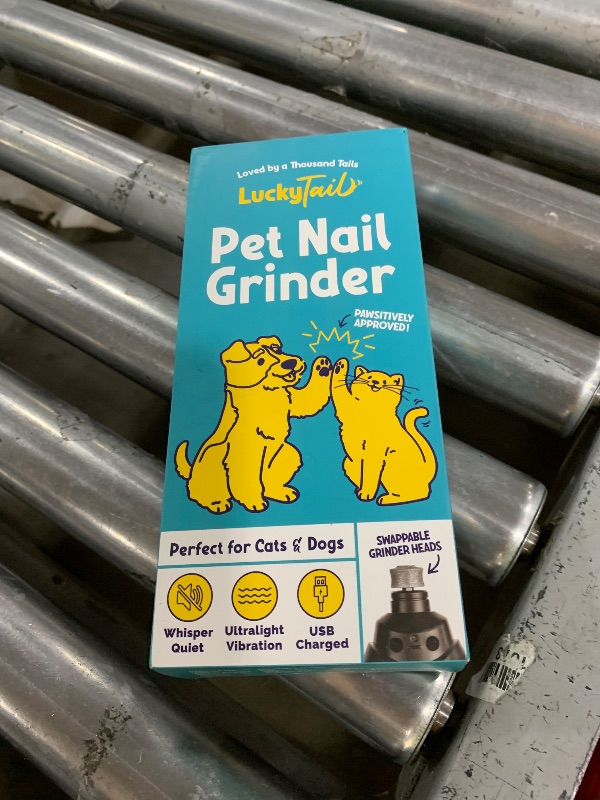 Loved by a Thousand Tails
LuckyTail
Pet Nail
Grinder
PAWSITIVELY
APPROVED!
Perfect for Cats & Dogs
SWAPPABLE
GRINDER HEADS
Whisper
Quiet
Ultralight
Vibration
USB
Charged